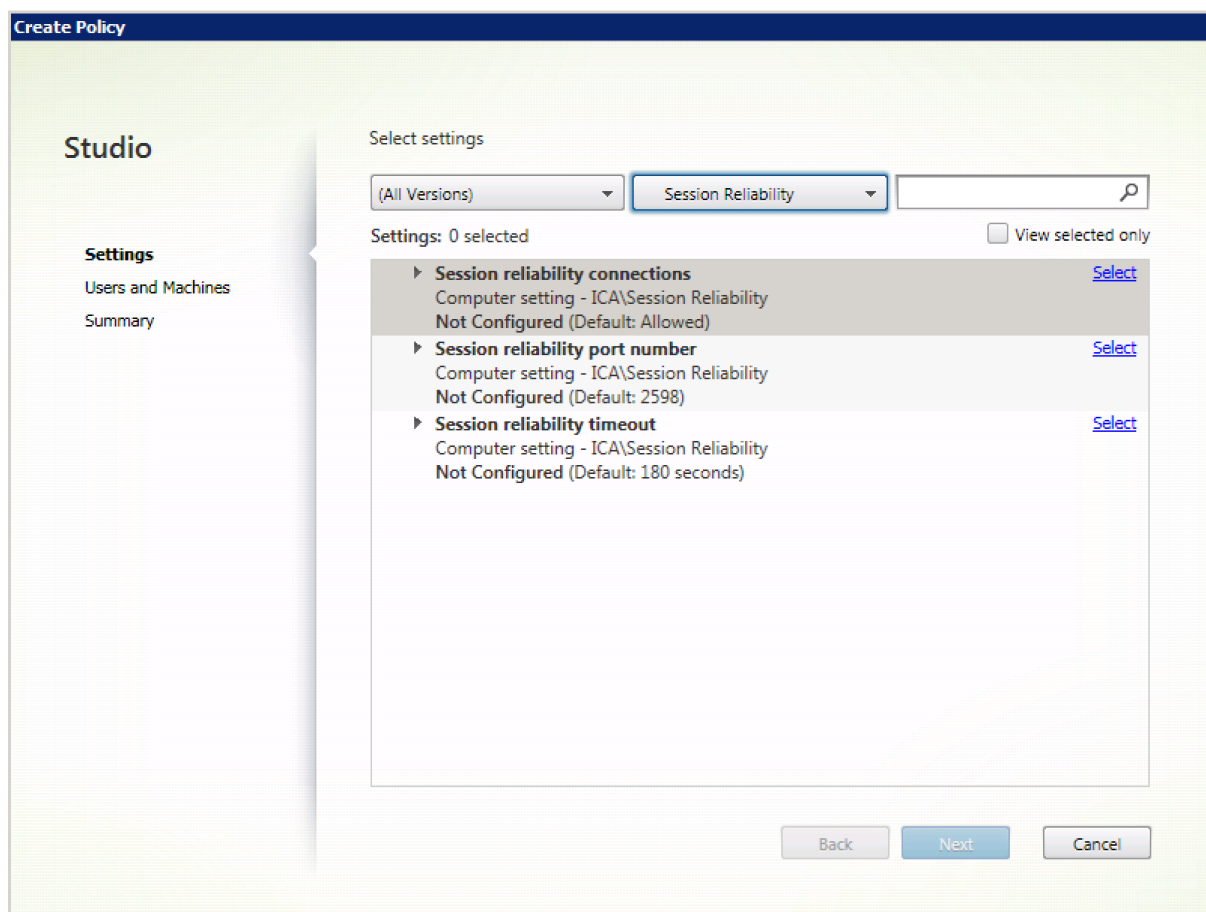 Create Policy
Studio
Settings
Users and Machines
Summary
Select settings
(All Versions)
Session Reliability
Settings: 0 selected
View selected only
Session reliability connections
Select
Computer setting - ICA\Session Reliability
Not Configured (Default: Allowed)
Session reliability port number
Select
Computer setting - ICA\Session Reliability
Not Configured (Default: 2598)
Session reliability timeout
Select
Computer setting - ICA\Session Reliability
Not Configured (Default: 180 seconds)
Back
Next
Cancel